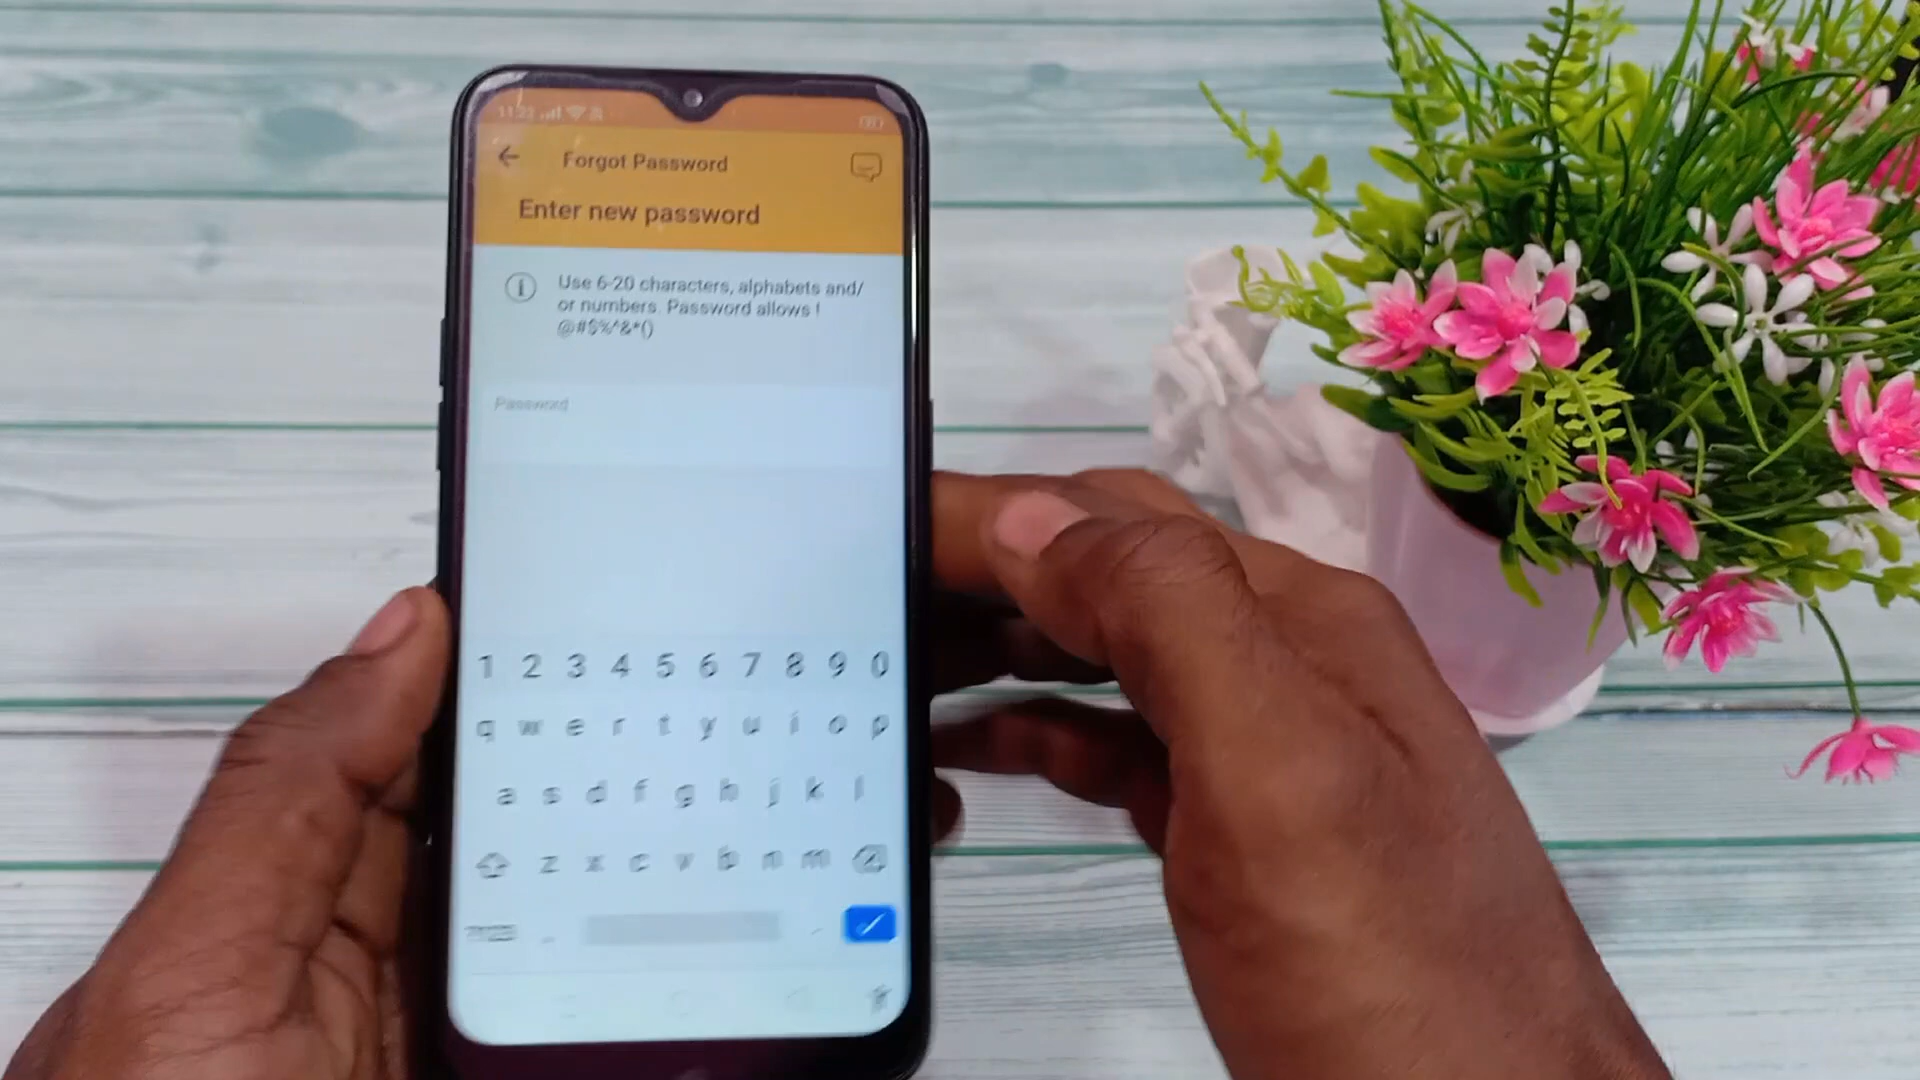 Forgot Password
Enter new password
Use 6-20 characters, alphabets and/
or numbers. Password allows !
@#$%^&*()
Password
1 2 3 4 5 6 7 8 9 0
q w e r t y u i o p
a s d f g h j k l
z x c v b n m